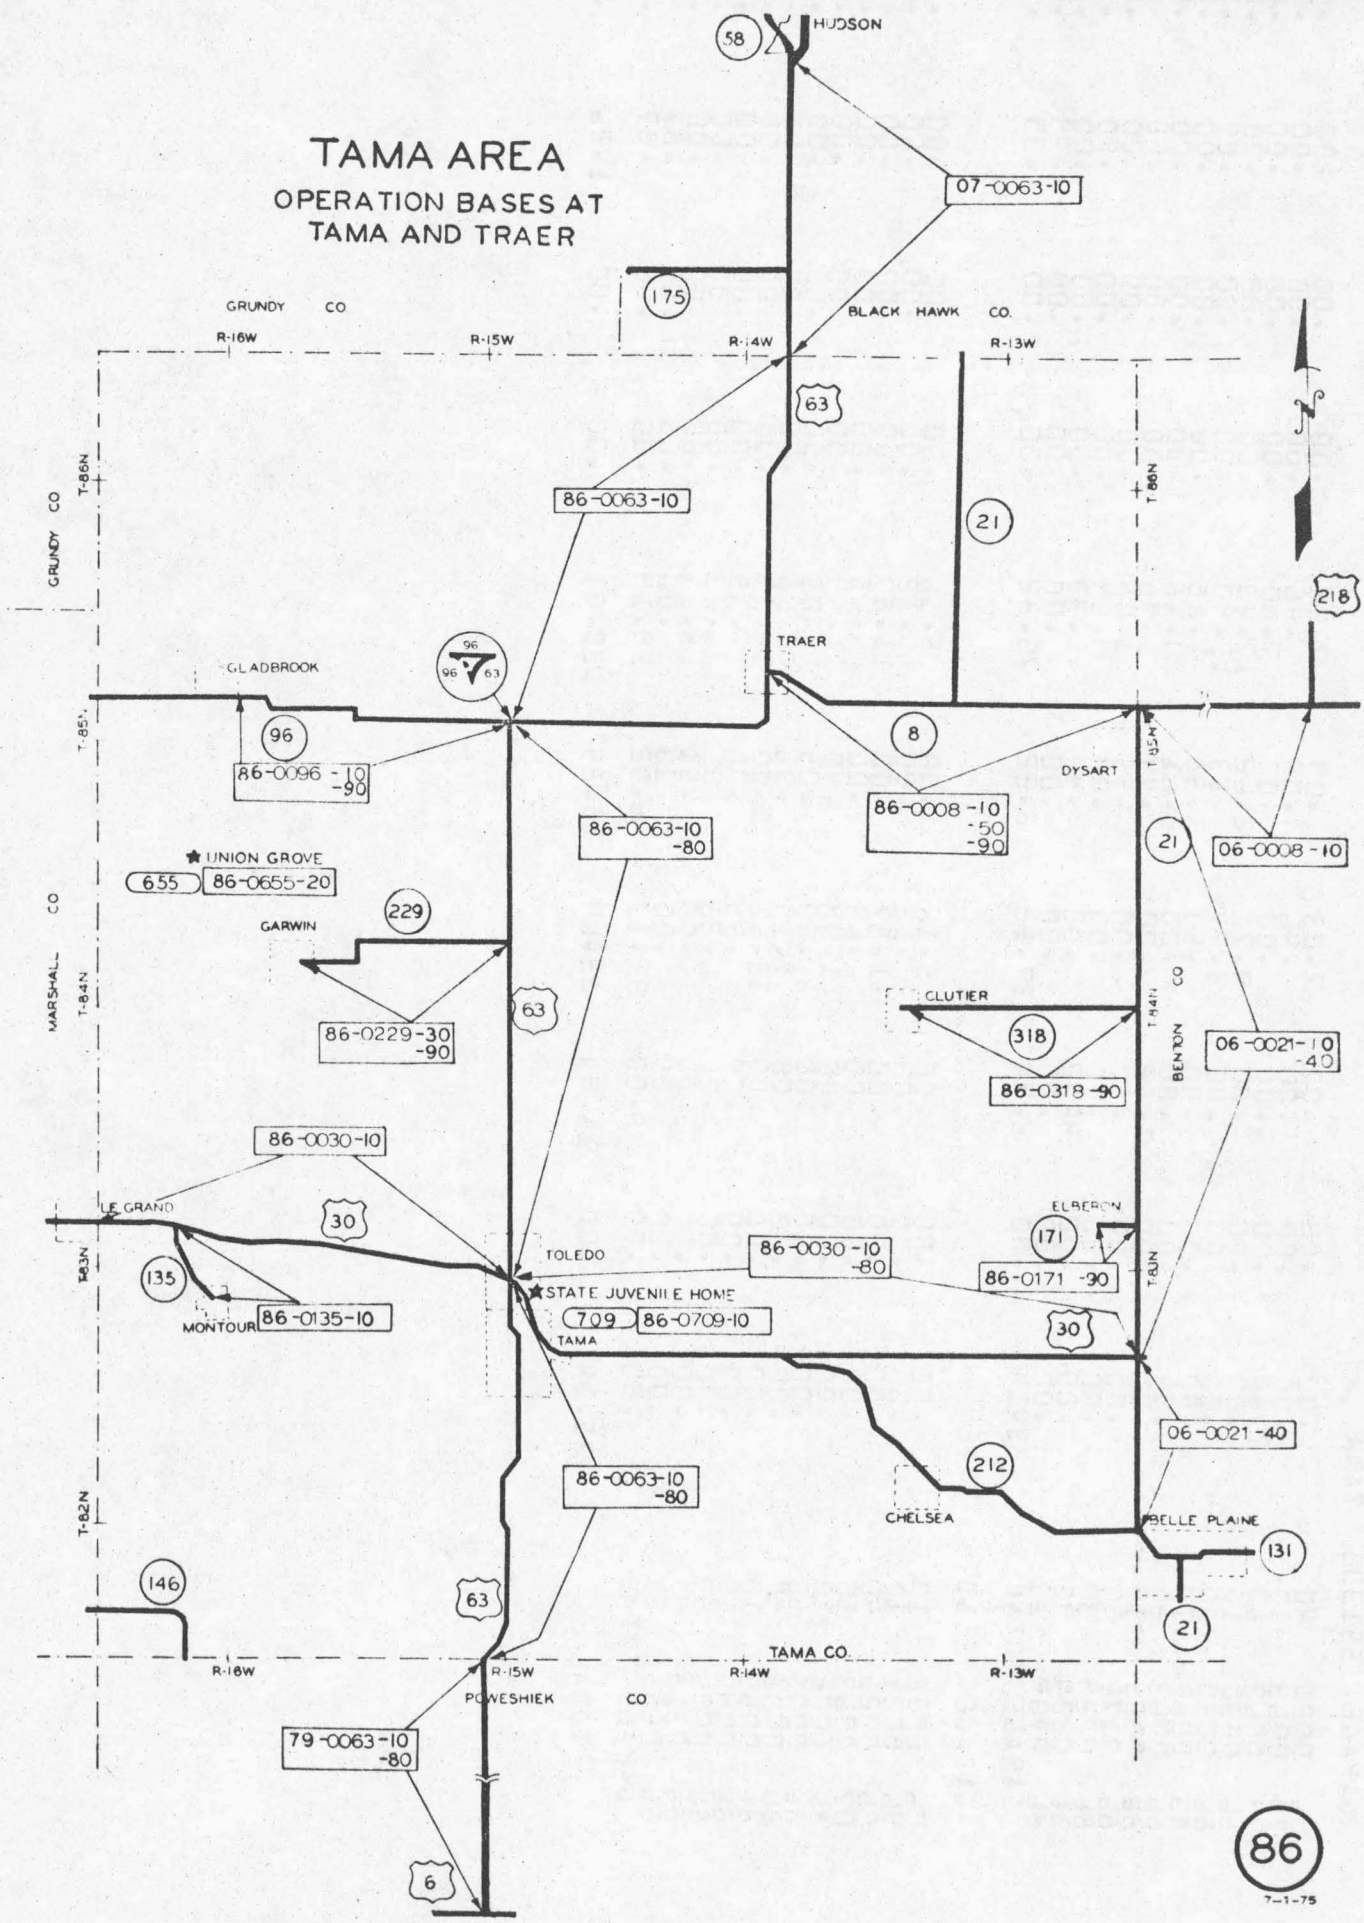 58
HUDSON
TAMA AREA
OPERATION BASES AT
TAMA AND TRAER
07-0063-10
175
GRUNDY CO
BLACK HAWK CO.
R-16W
R-15W
R-14W
R-13W
63
T-86N
86-0063-10
T-86N
21
GRUNDY CO
N
218
96
96 63
TRAER
GLADBROOK
T-85N
96
8
T-85N
86-0096-10
-90
DYSART
86-0063-10
-80
86-0008-10
-50
-90
21
06-0008-10
UNION GROVE
655
86-0655-20
229
GARWIN
MARSHALL CO
T-84N
63
CLUTIER
T-84N
BENTON CO
86-0229-30
-90
318
06-0021-10
-40
86-0318-90
86-0030-10
LE GRAND
30
ELBERON
171
T-83N
135
TOLEDO
86-0030-10
-80
86-0171-90
T-83N
STATE JUVENILE HOME
MONTOUR
86-0135-10
709
86-0709-10
30
TAMA
06-0021-40
86-0063-10
-80
212
T-82N
CHELSEA
BELLE PLAINE
131
146
63
21
TAMA CO.
R-16W
R-15W
R-14W
R-13W
POWESHIEK CO
79-0063-10
-80
86
6
7-1-75